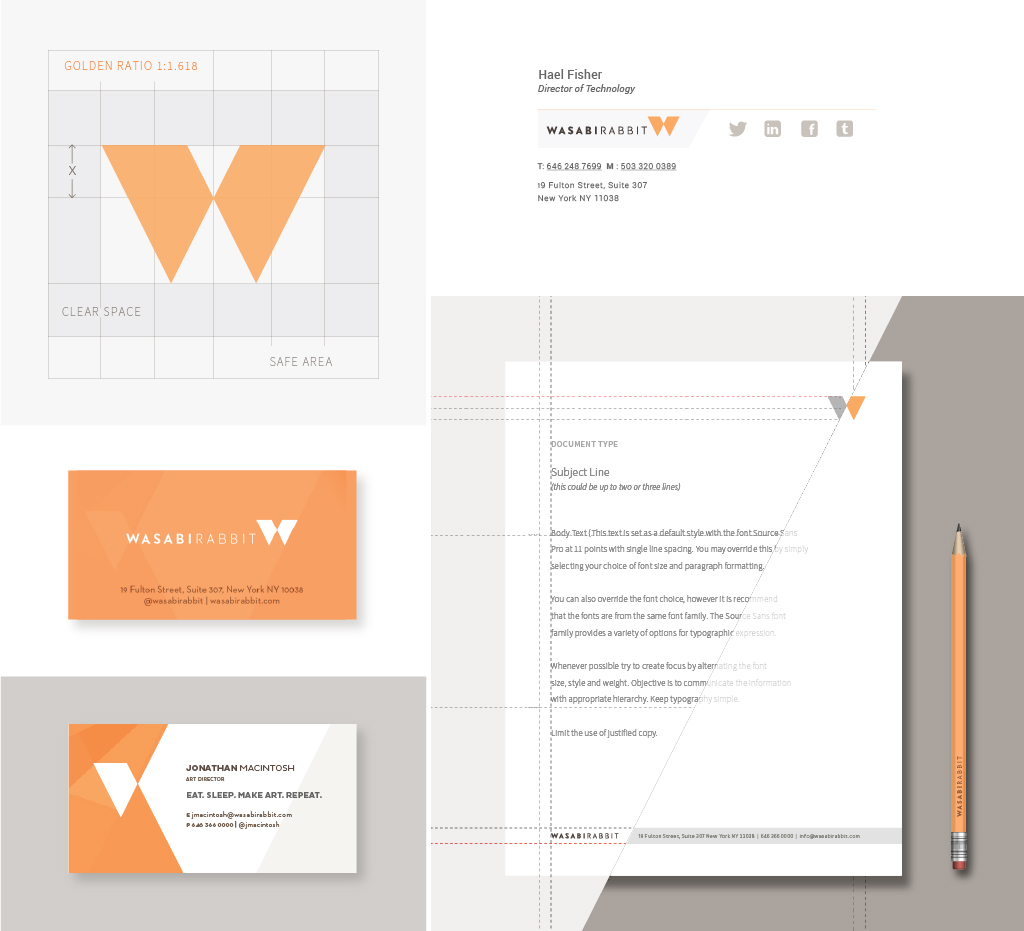 GOLDEN RATIO 1:1.618
X
CLEAR SPACE
SAFE AREA
Hael Fisher
Director of Technology
WASABIRABBIT
T: 646 248 7699 M : 503 320 0389
19 Fulton Street, Suite 307
New York NY 11038
WASABIRABBIT
19 Fulton Street, Suite 307, New York NY 10038
@wasabirabbit | wasabirabbit.com
JONATHAN MACINTOSH
ART DIRECTOR
EAT. SLEEP. MAKE ART. REPEAT.
E jmacintosh@wasabirabbit.com
P 646 366 0000 | @jmacintosh
DOCUMENT TYPE
Subject Line
(this could be up to two or three lines)
Body Text (This text is set as a default style with the font Source Sans
Pro at 11 points with single line spacing. You may override this by simply
selecting your choice of font size and paragraph formatting.
You can also override the font choice, however it is recommend
that the fonts are from the same font family. The Source Sans font
family provides a variety of options for typographic expression.
Whenever possible try to create focus by alternating the font
size, style and weight. Objective is to communicate the information
with appropriate hierarchy. Keep typography simple.
Limit the use of justified copy.
WASABIRABBIT
19 Fulton Street, Suite 307 New York NY 11038 | 646 366 0000 | info@wasabirabbit.com
WASABIRABBIT